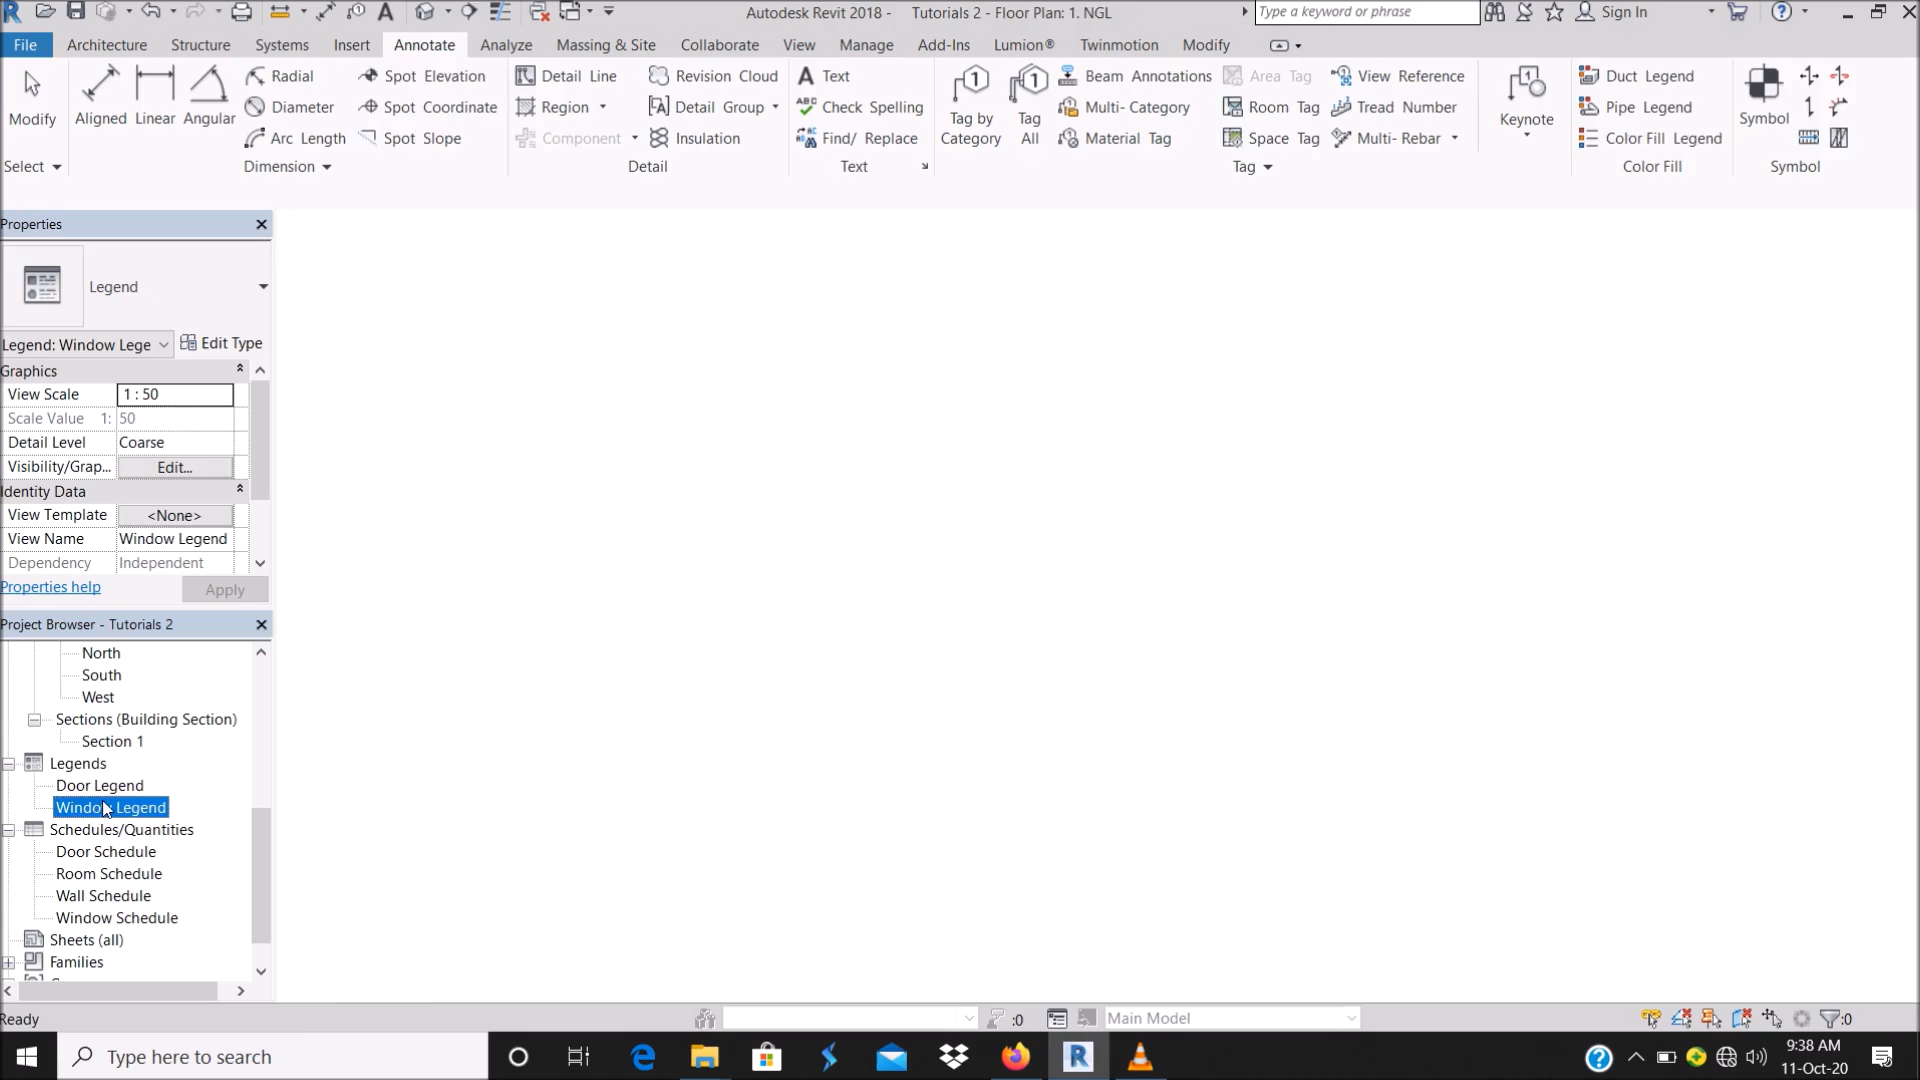 Autodesk Revit 2018 - Tutorials 2 - Floor Plan: 1. NGL
Type a keyword or phrase
Sign In
File Architecture Structure Systems Insert Annotate Analyze Massing & Site Collaborate View Manage Add-Ins Lumion® Twinmotion Modify
Radial Spot Elevation Detail Line Revision Cloud Text Beam Annotations Area Tag View Reference Duct Legend
Modify Aligned Linear Angular Diameter Spot Coordinate Region Detail Group Check Spelling Tag by Category Tag All Multi- Category Room Tag Tread Number Keynote Pipe Legend Symbol
Arc Length Spot Slope Component Insulation Find/ Replace Material Tag Space Tag Multi- Rebar Color Fill Legend
Select Dimension Detail Text Tag Color Fill Symbol
Properties
Legend
Legend: Window Lege Edit Type
Graphics
View Scale 1 : 50
Scale Value 1: 50
Detail Level Coarse
Visibility/Grap... Edit...
Identity Data
View Template <None>
View Name Window Legend
Dependency Independent
Properties help Apply
Project Browser - Tutorials 2
North
South
West
Sections (Building Section)
Section 1
Legends
Door Legend
Window Legend
Schedules/Quantities
Door Schedule
Room Schedule
Wall Schedule
Window Schedule
Sheets (all)
Families
Ready :0 Main Model :0
Type here to search
9:38 AM
11-Oct-20